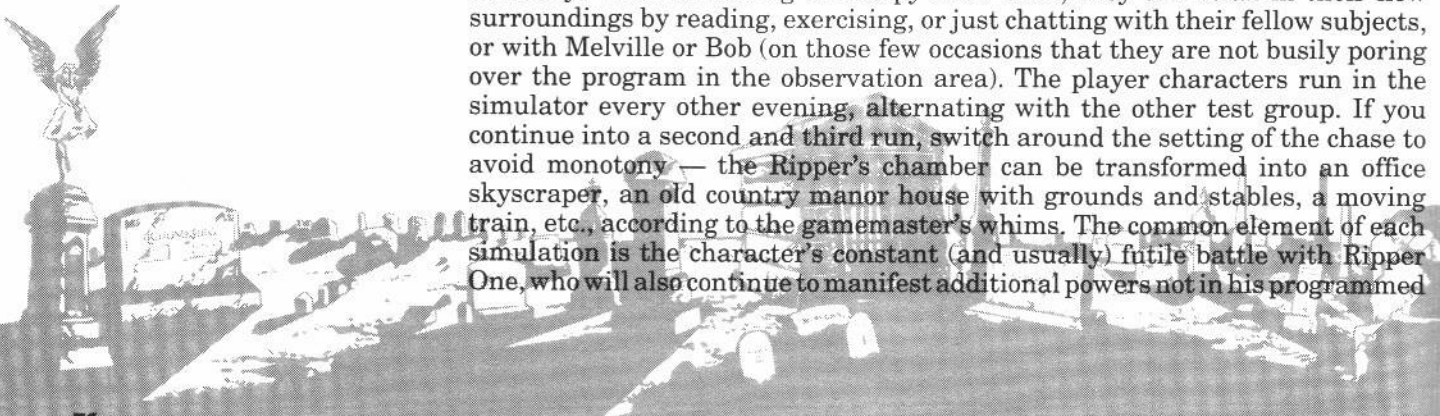 surroundings by reading, exercising, or just chatting with their fellow subjects,
or with Melville or Bob (on those few occasions that they are not busily poring
over the program in the observation area). The player characters run in the
simulator every other evening, alternating with the other test group. If you
continue into a second and third run, switch around the setting of the chase to
avoid monotony — the Ripper's chamber can be transformed into an office
skyscraper, an old country manor house with grounds and stables, a moving
train, etc., according to the gamemaster's whims. The common element of each
simulation is the character's constant (and usually) futile battle with Ripper
One, who will also continue to manifest additional powers not in his programmed